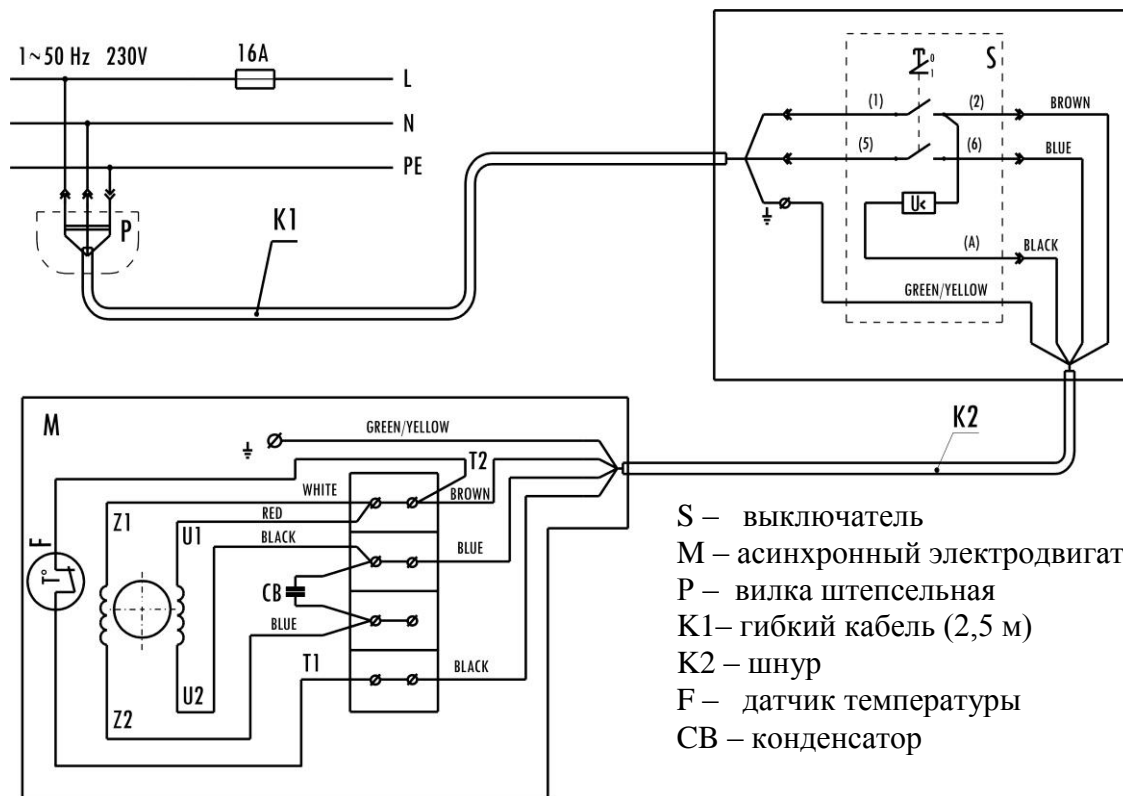 1~50 Hz 230V
16A
L
N
PE
P
K1
S
0
I
(1)
(2)
BROWN
(5)
(6)
BLUE
U<
(A)
BLACK
GREEN/YELLOW
K2
M
GREEN/YELLOW
T2
WHITE
BROWN
Z1
RED
U1
BLACK
BLUE
F
T°
CB
BLUE
T1
BLACK
U2
Z2
S – выключатель
M – асинхронный электродвигат
P – вилка штепсельная
K1– гибкий кабель (2,5 м)
K2 – шнур
F – датчик температуры
CB – конденсатор